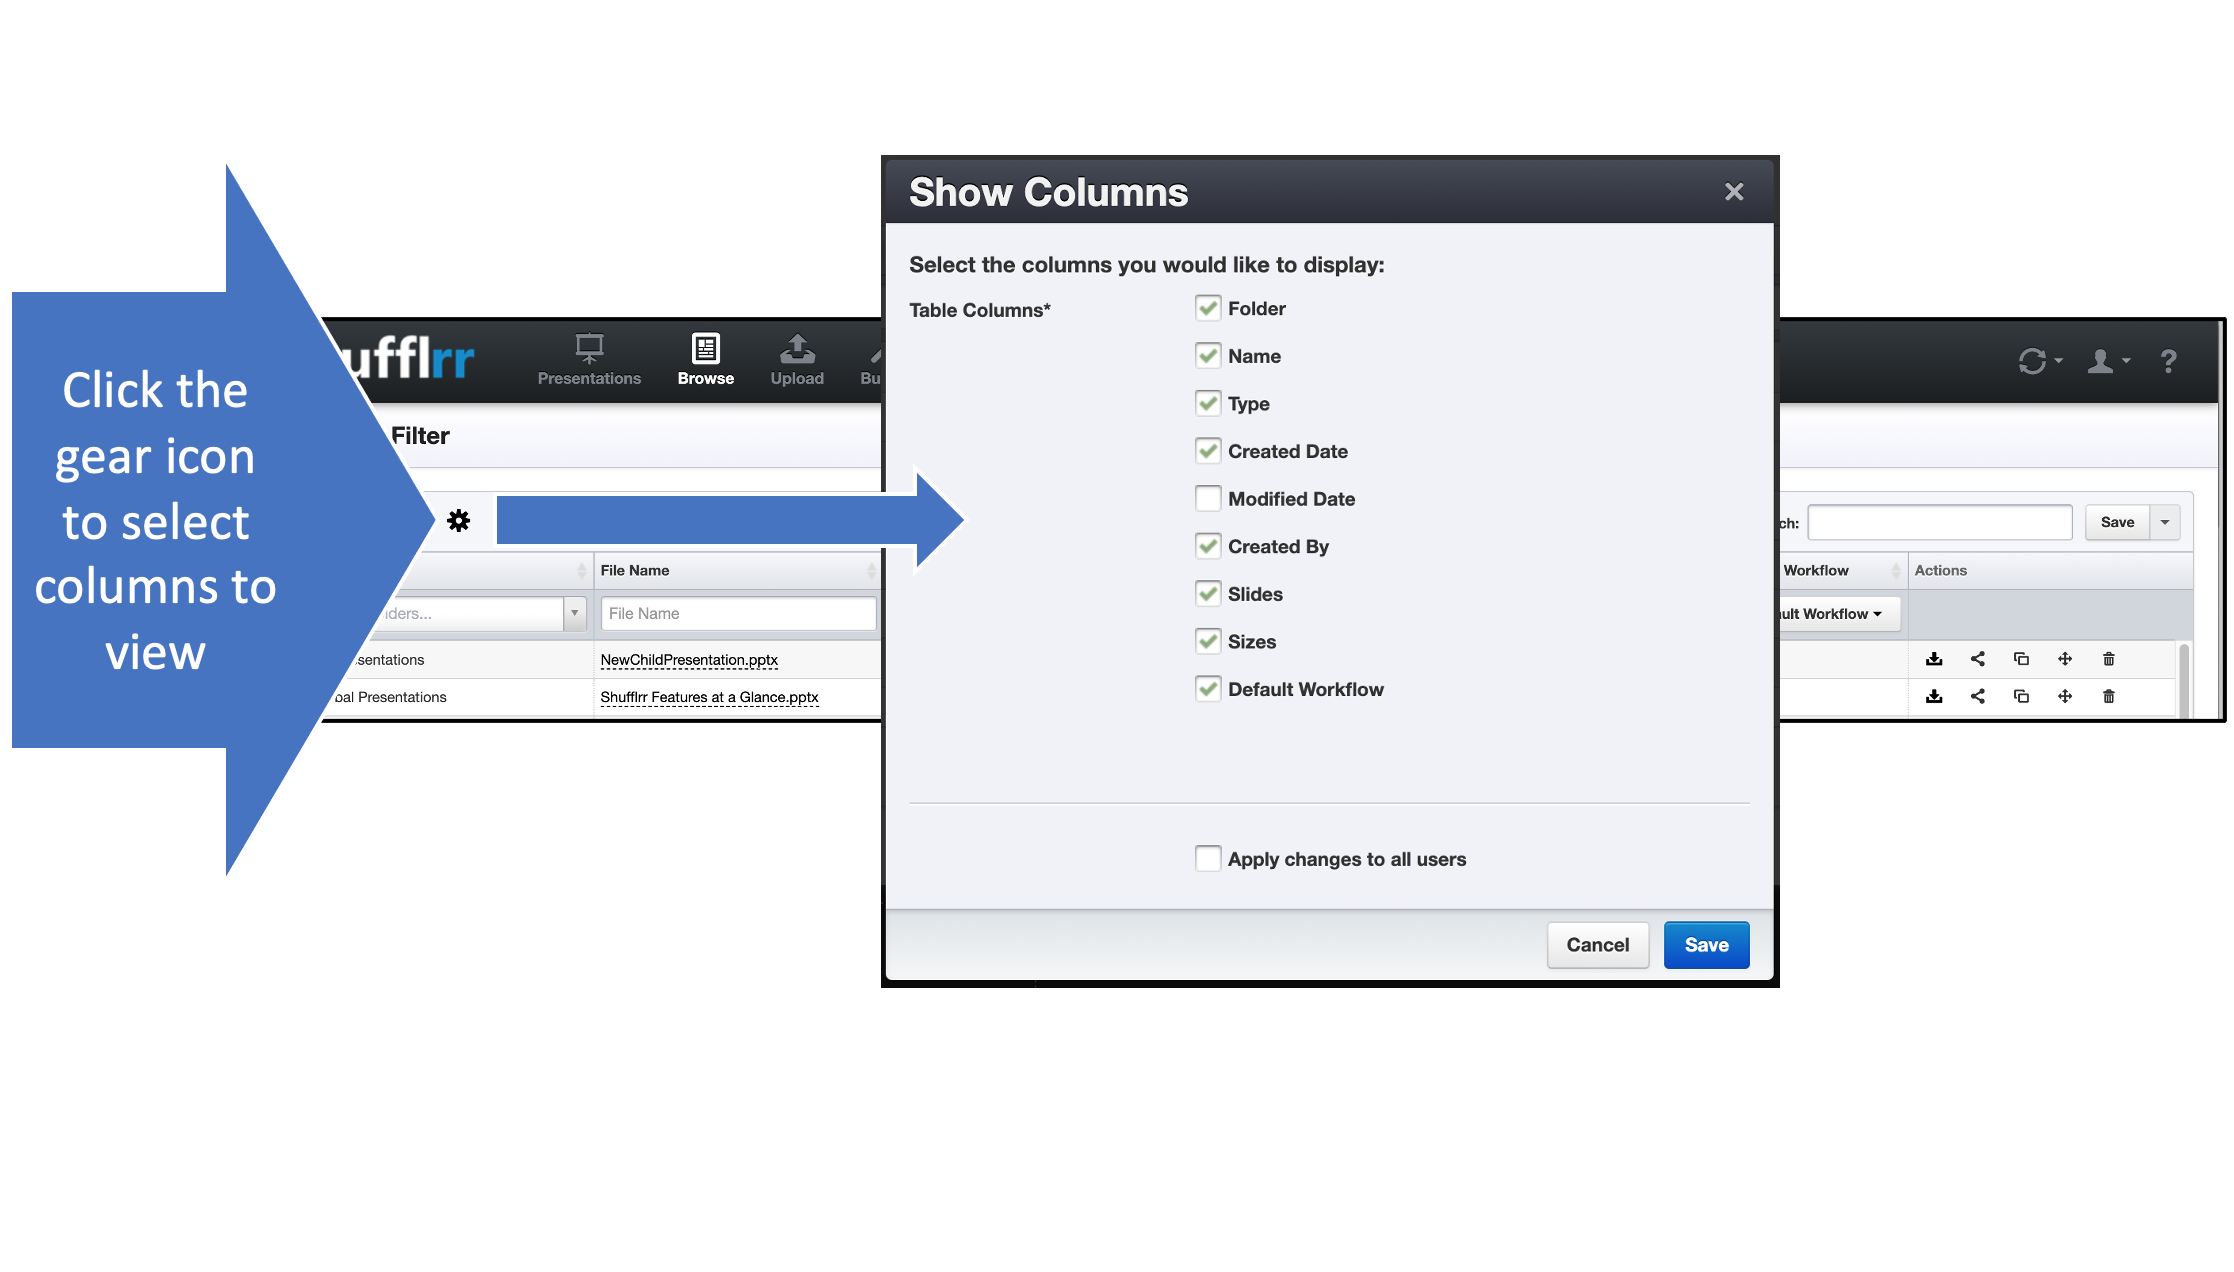 Click the
gear icon
to select
columns to
view
ufflrr
Presentations
Browse
Upload
Filter
File Name
File Name
NewChildPresentation.pptx
bal Presentations
Shufflrr Features at a Glance.pptx
Show Columns
Select the columns you would like to display:
Table Columns*
Folder
Name
Type
Created Date
Modified Date
Created By
Slides
Sizes
Default Workflow
Apply changes to all users
Cancel
Save
?
ch:
Save
Workflow
Actions
ult Workflow